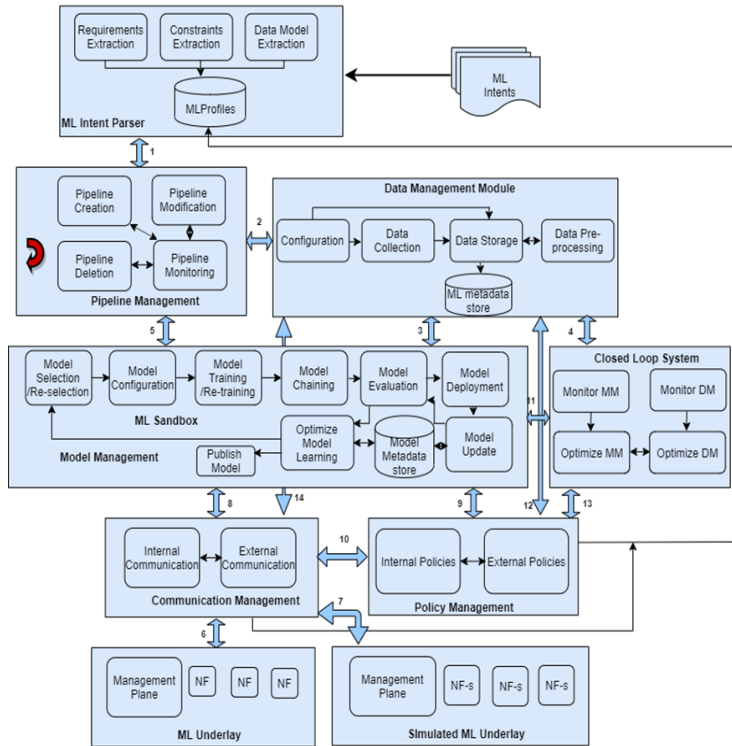 Requirements
Extraction
Constraints
Extraction
Data Model
Extraction
MLProfiles
ML Intent Parser
ML
Intents
1
Pipeline
Creation
Pipeline
Modification
Pipeline
Deletion
Pipeline
Monitoring
Pipeline Management
2
Data Management Module
Configuration
Data
Collection
Data Storage
Data Pre-
processing
ML metadata
store
5
3
4
Model
Selection
/Re-selection
Model
Configuration
Model
Training
/Re-training
Model
Chaining
Model
Evaluation
Model
Deployment
ML Sandbox
Model Management
Publish
Model
Optimize
Model
Learning
Model
Metadata
store
Model
Update
11
Closed Loop System
Monitor MM
Monitor DM
Optimize MM
Optimize DM
8
14
9
12
13
Internal
Communication
External
Communication
Communication Management
10
Internal Policies
External Policies
Policy Management
7
6
Management
Plane
NF
NF
NF
ML Underlay
Management
Plane
NF-s
NF-s
NF-s
SImulated ML Underlay